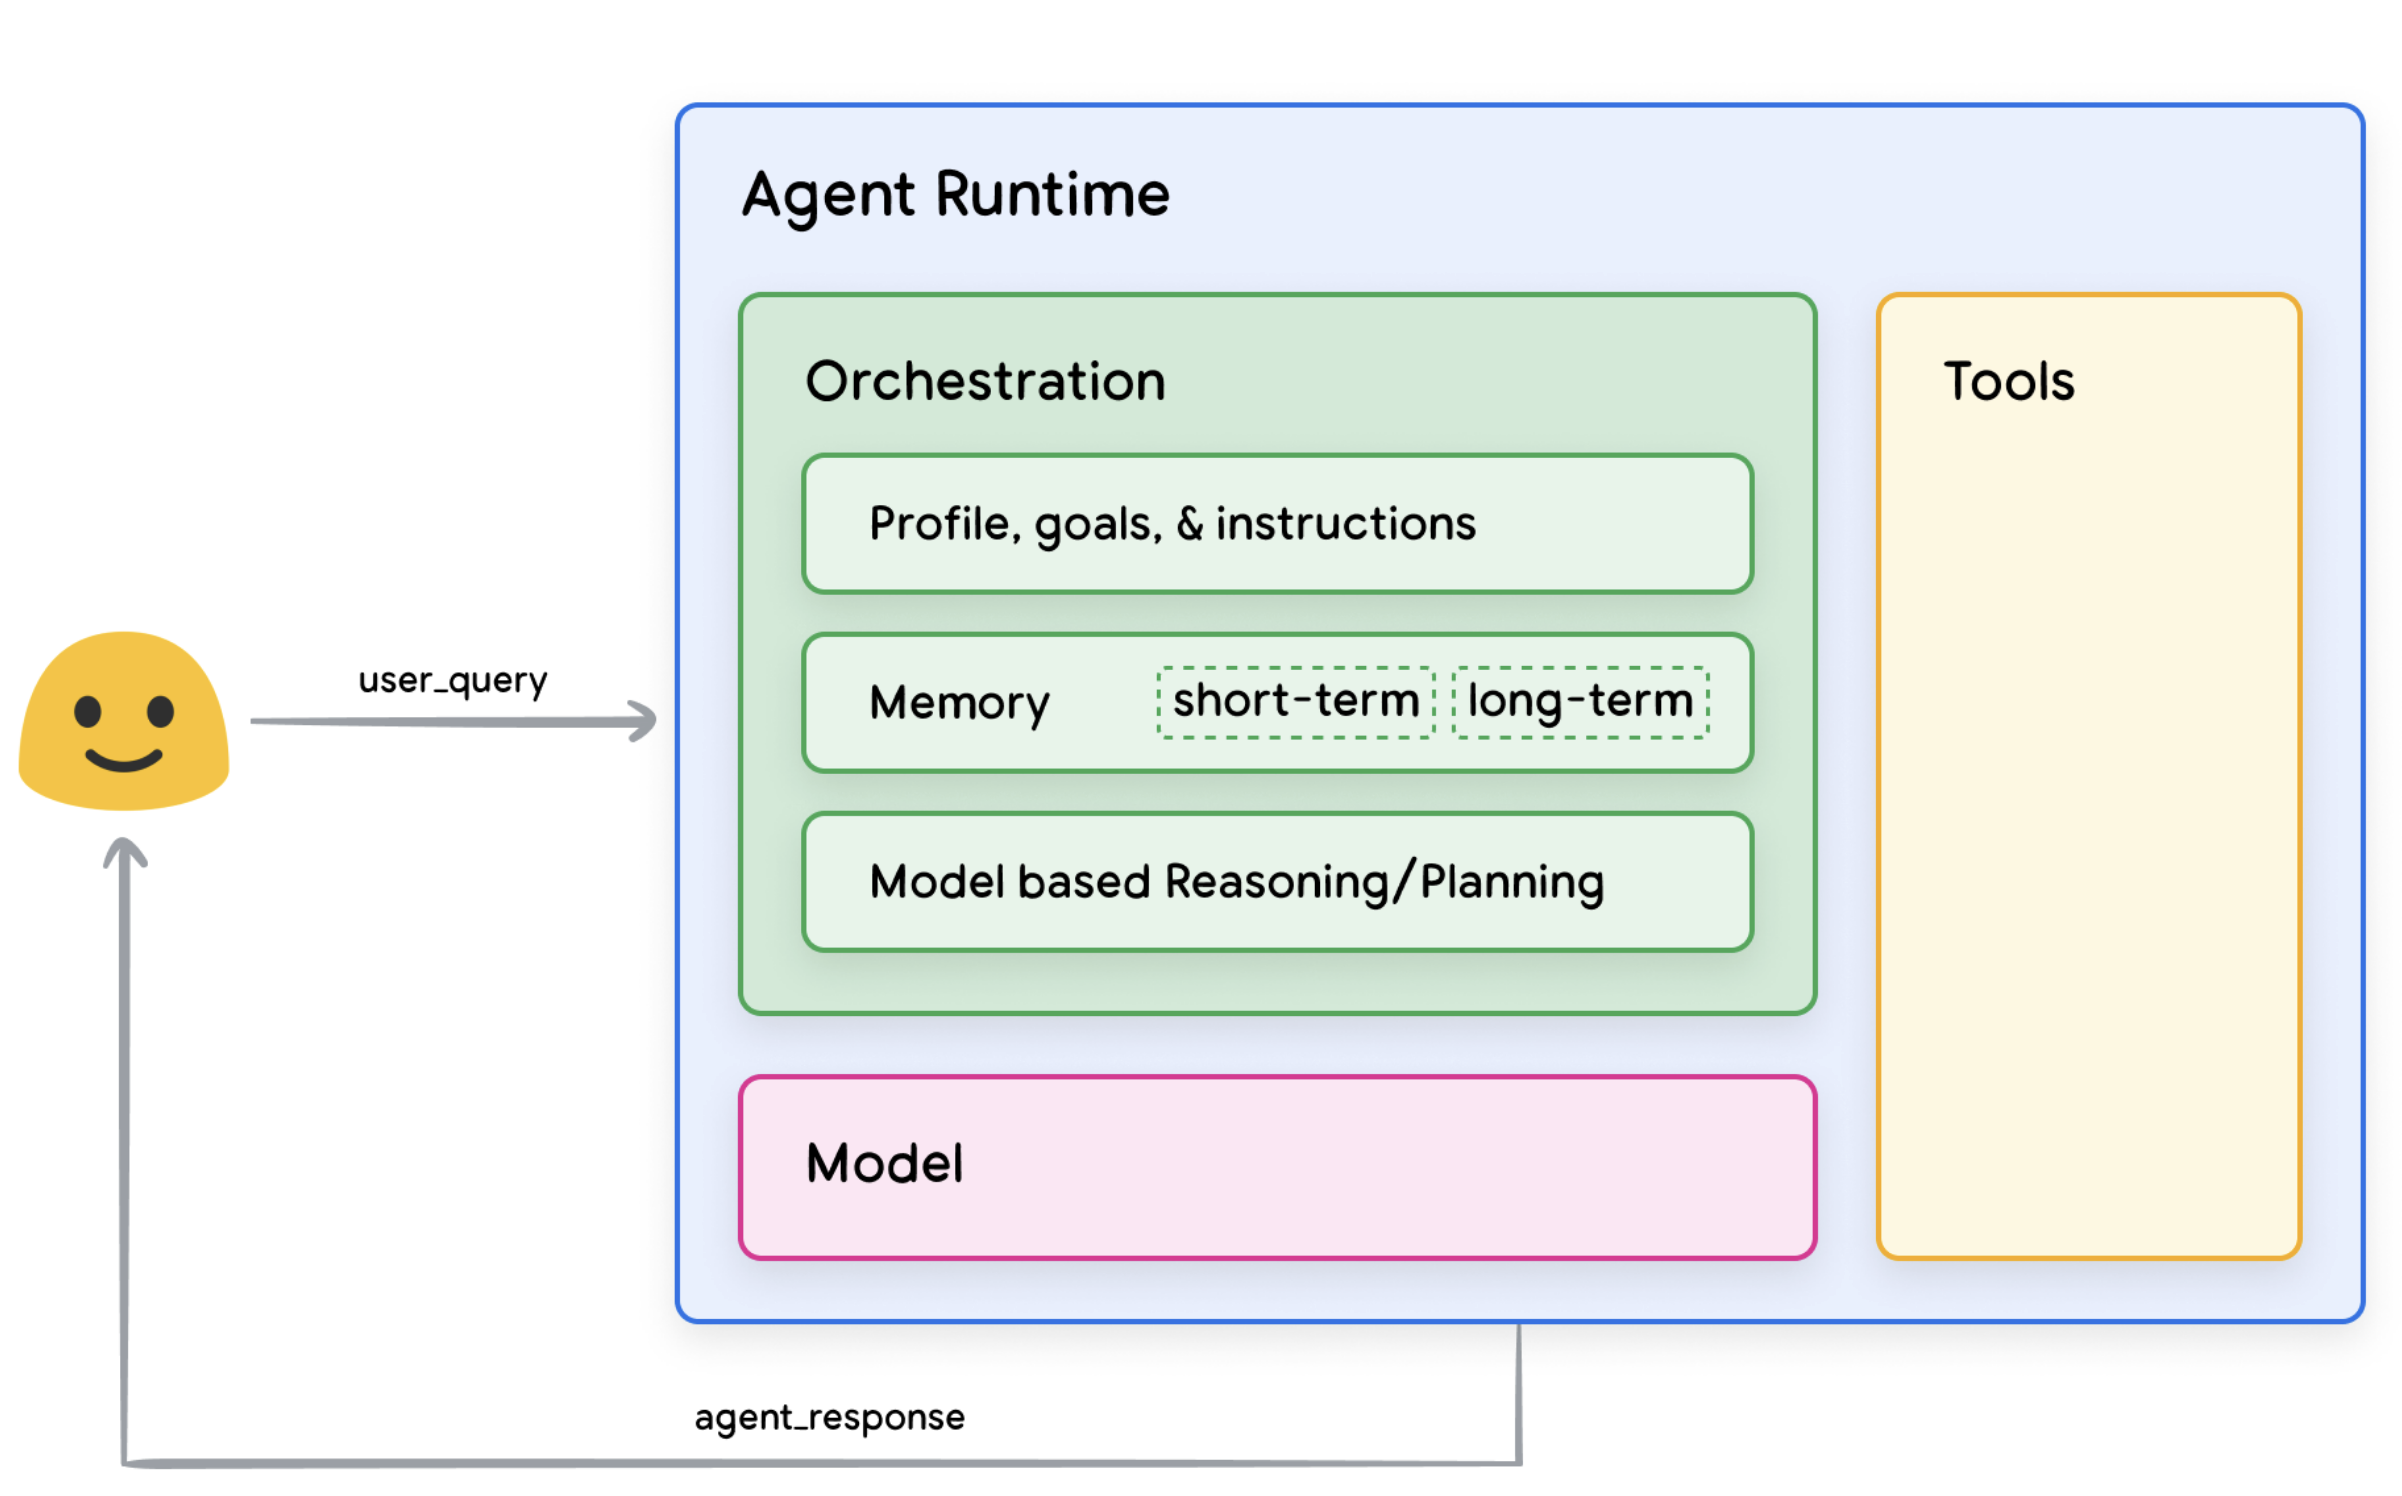 Agent Runtime
Orchestration
Tools
Profile, goals, & instructions
user_query
Memory short-term long-term
Model based Reasoning/Planning
Model
agent_response